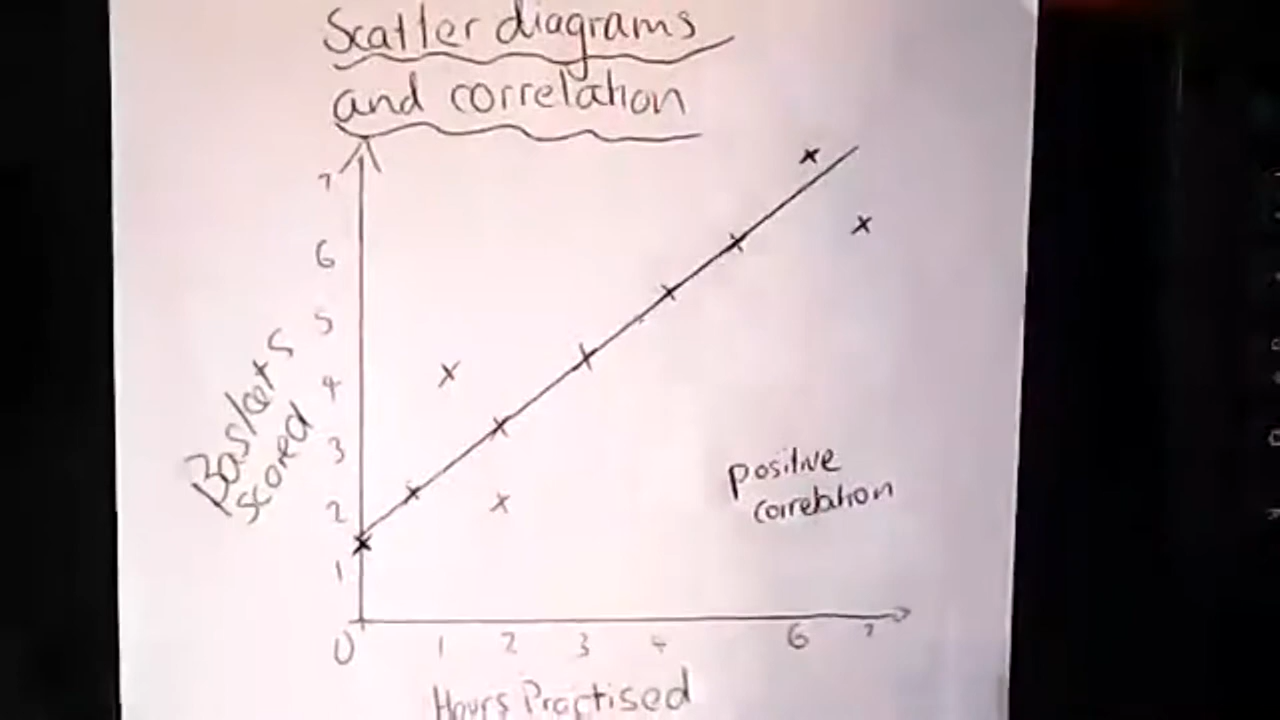 Scatter diagrams
and correlation
7
6
5
4
3
2
1
Baskets
scored
positive
correlation
0 1 2 3 4 6 7
Hours Practised